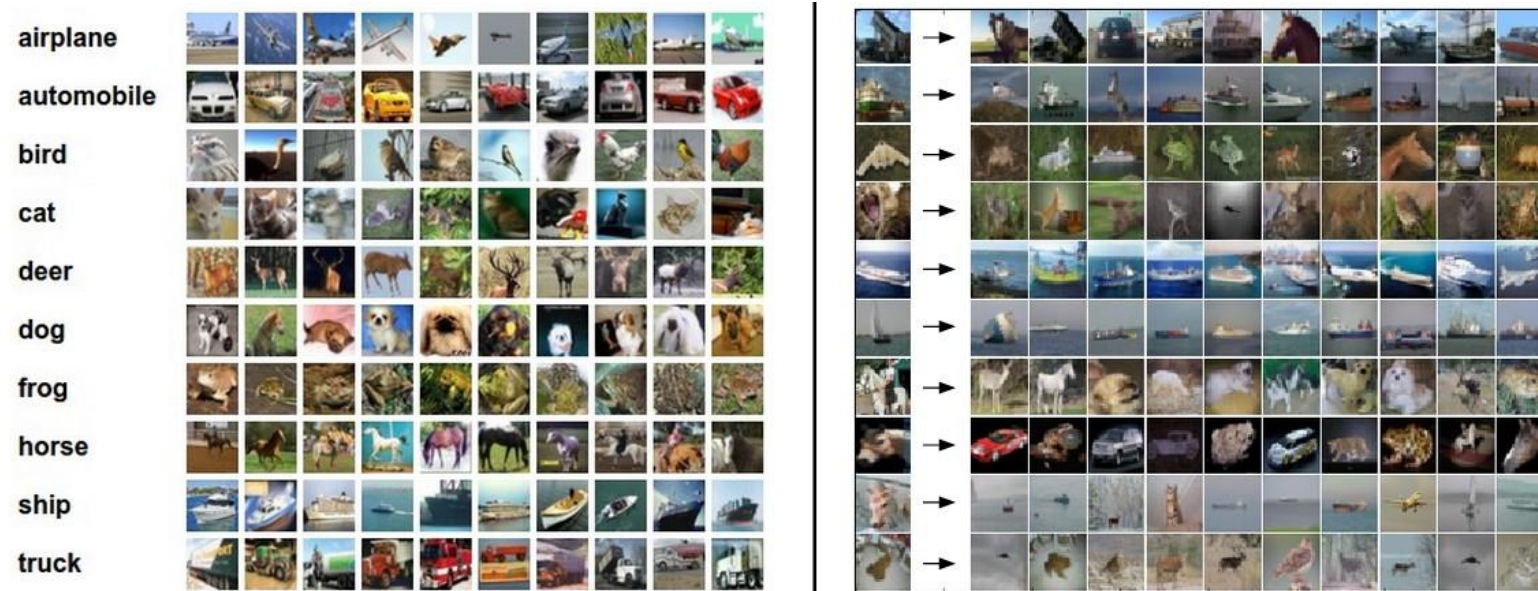 airplane
automobile
bird
cat
deer
dog
frog
horse
ship
truck